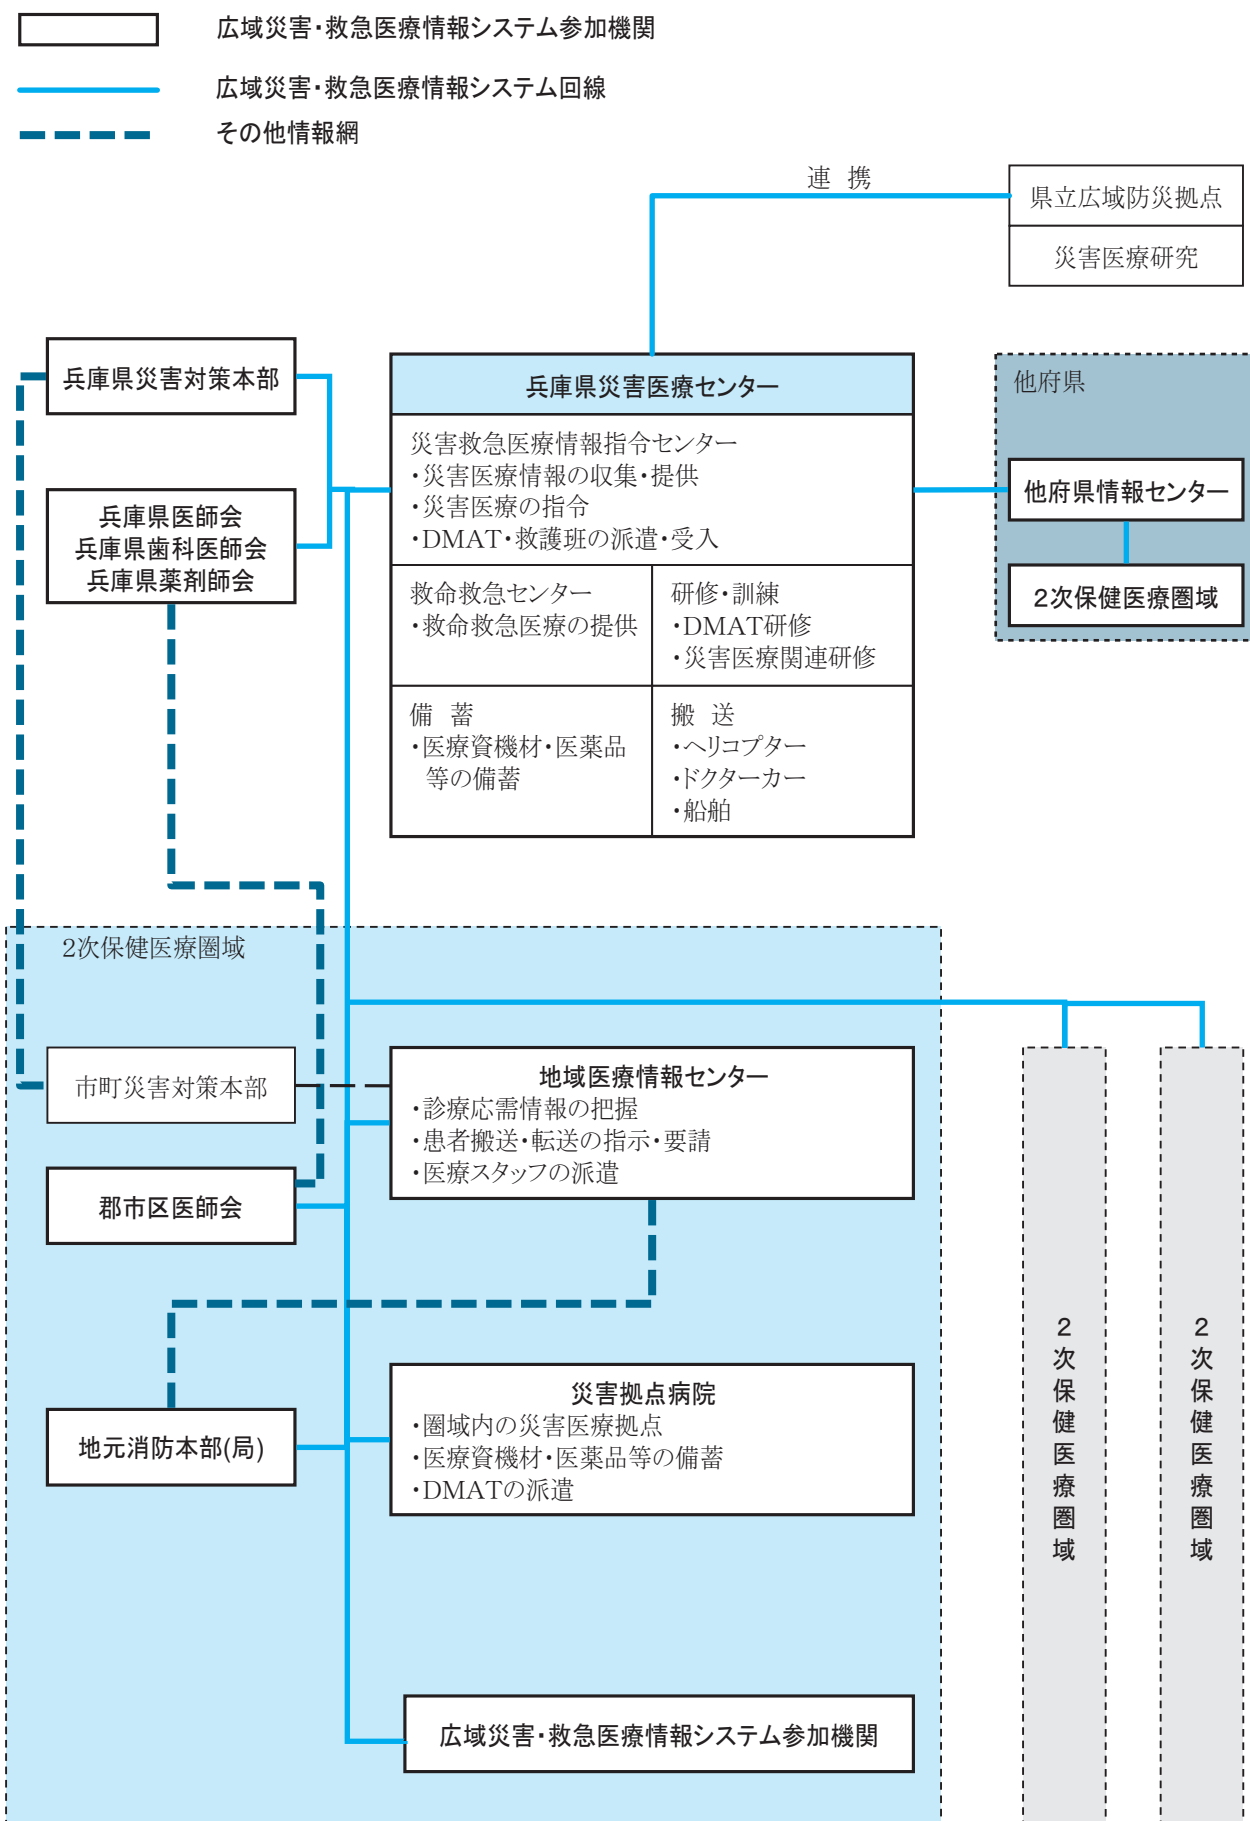 広域災害・救急医療情報システム参加機関
広域災害・救急医療情報システム回線
その他情報網
連 携
県立広域防災拠点
災害医療研究
兵庫県災害対策本部
兵庫県医師会
兵庫県歯科医師会
兵庫県薬剤師会
兵庫県災害医療センター
災害救急医療情報指令センター
・災害医療情報の収集・提供
・災害医療の指令
・DMAT・救護班の派遣・受入
救命救急センター
・救命救急医療の提供
研修・訓練
・DMAT研修
・災害医療関連研修
備 蓄
・医療資機材・医薬品
等の備蓄
搬 送
・ヘリコプター
・ドクターカー
・船舶
他府県
他府県情報センター
2次保健医療圏域
2次保健医療圏域
市町災害対策本部
郡市区医師会
地元消防本部(局)
地域医療情報センター
・診療応需情報の把握
・患者搬送・転送の指示・要請
・医療スタッフの派遣
災害拠点病院
・圏域内の災害医療拠点
・医療資機材・医薬品等の備蓄
・DMATの派遣
広域災害・救急医療情報システム参加機関
2次保健医療圏域
2次保健医療圏域